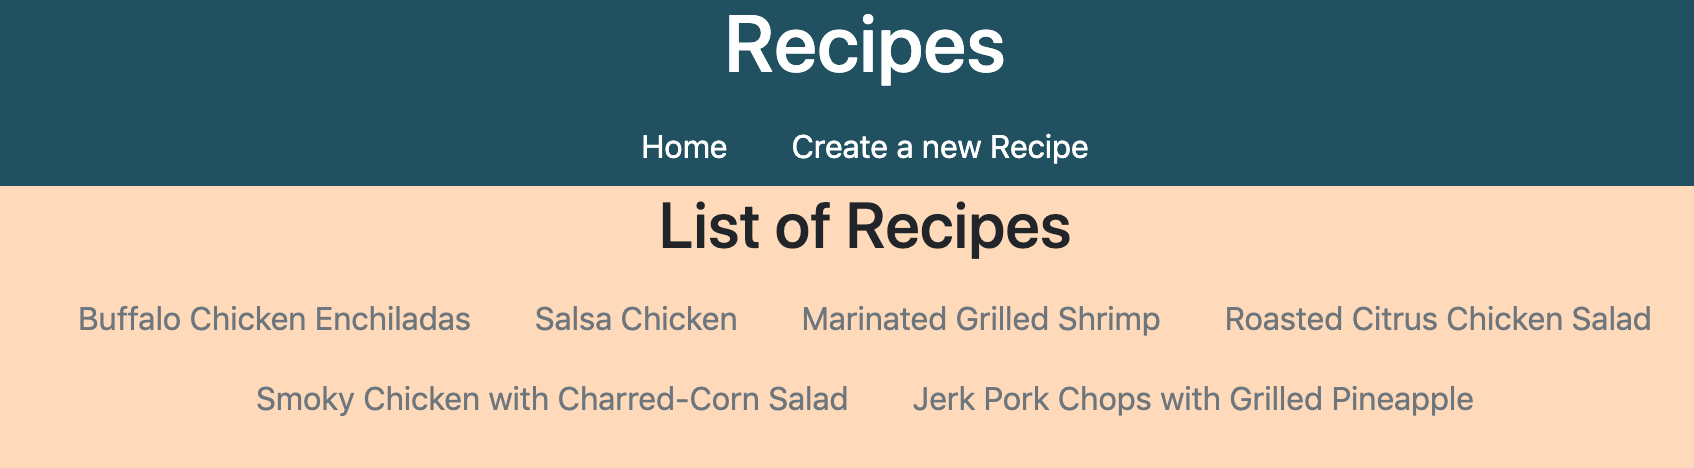 Recipes
Home Create a new Recipe
List of Recipes
Buffalo Chicken Enchiladas Salsa Chicken Marinated Grilled Shrimp Roasted Citrus Chicken Salad
Smoky Chicken with Charred-Corn Salad Jerk Pork Chops with Grilled Pineapple